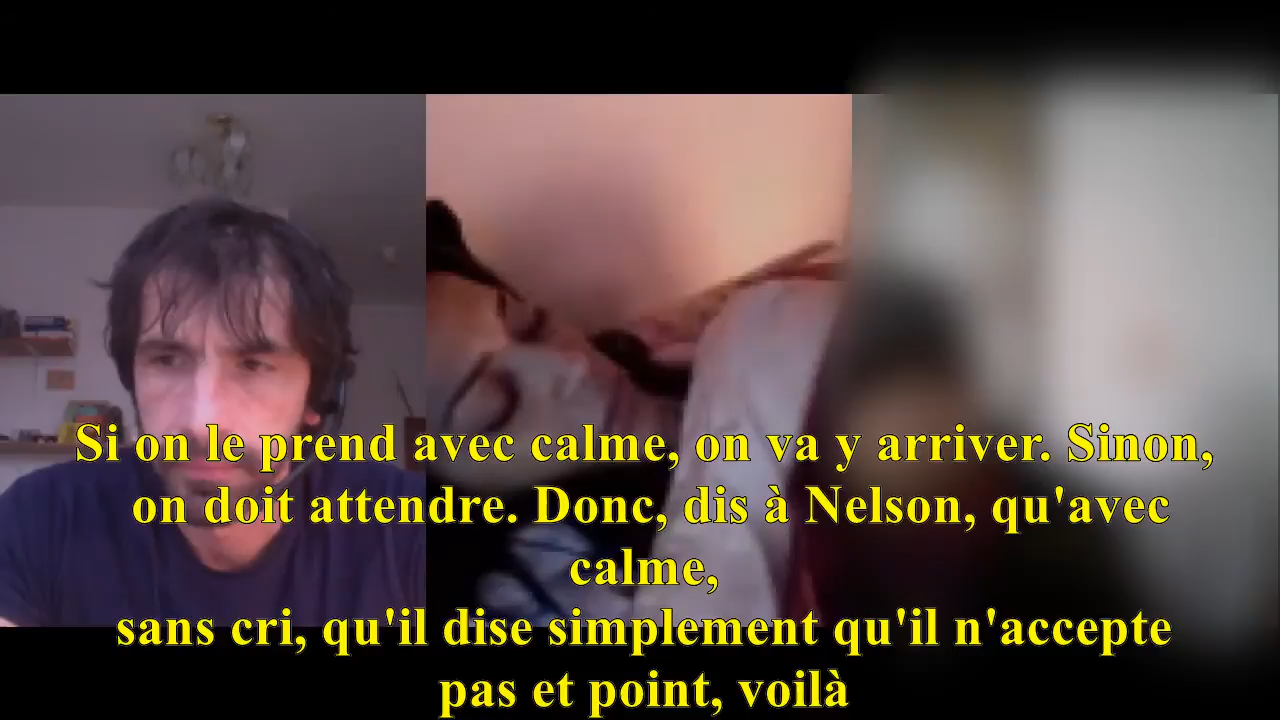 Si on le prend avec calme, on va y arriver. Sinon,
on doit attendre. Donc, dis à Nelson, qu'avec
calme,
sans cri, qu'il dise simplement qu'il n'accepte
pas et point, voilà